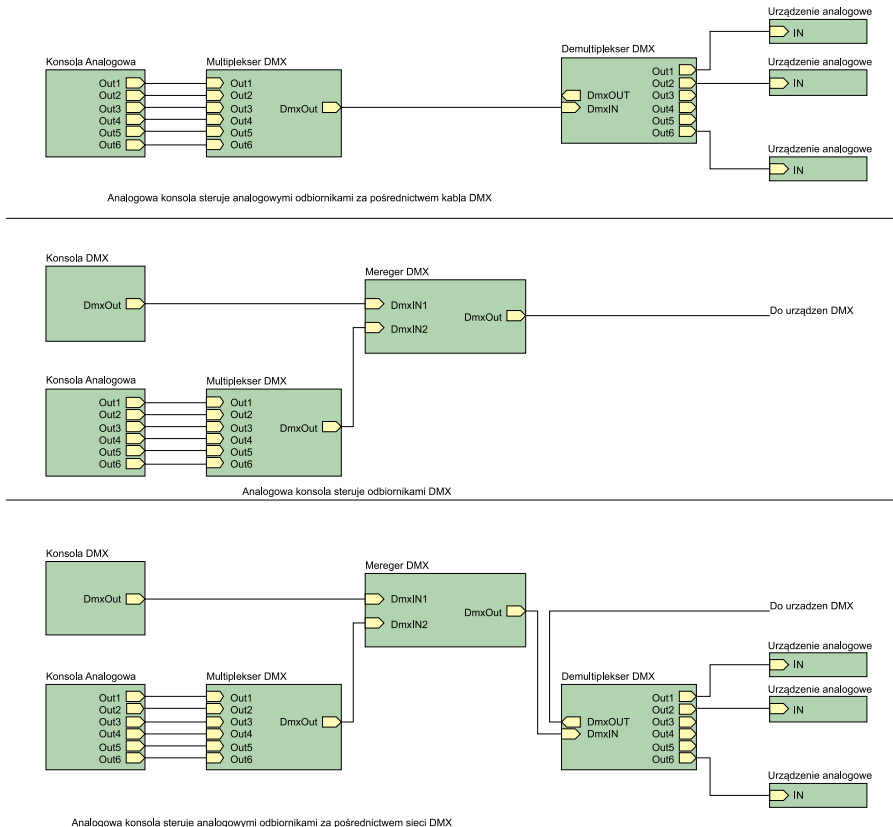 Urządzenie analogowe
IN
Konsola Analogowa
Out1
Out2
Out3
Out4
Out5
Out6
Multiplekser DMX
Out1
Out2
Out3
Out4
Out5
Out6
DmxOut
Demultiplekser DMX
DmxOUT
DmxIN
Out1
Out2
Out3
Out4
Out5
Out6
Urządzenie analogowe
IN
Urządzenie analogowe
IN
Analogowa konsola steruje analogowymi odbiornikami za pośrednictwem kabla DMX
Konsola DMX
DmxOut
Mereger DMX
DmxIN1
DmxIN2
DmxOut
Do urządzen DMX
Konsola Analogowa
Out1
Out2
Out3
Out4
Out5
Out6
Multiplekser DMX
Out1
Out2
Out3
Out4
Out5
Out6
DmxOut
Analogowa konsola steruje odbiornikami DMX
Konsola DMX
DmxOut
Mereger DMX
DmxIN1
DmxIN2
DmxOut
Do urzadzen DMX
Konsola Analogowa
Out1
Out2
Out3
Out4
Out5
Out6
Multiplekser DMX
Out1
Out2
Out3
Out4
Out5
Out6
DmxOut
Demultiplekser DMX
DmxOUT
DmxIN
Out1
Out2
Out3
Out4
Out5
Out6
Urządzenie analogowe
IN
Urządzenie analogowe
IN
Urządzenie analogowe
IN
Analogowa konsola steruje analogowymi odbiornikami za pośrednictwem sieci DMX